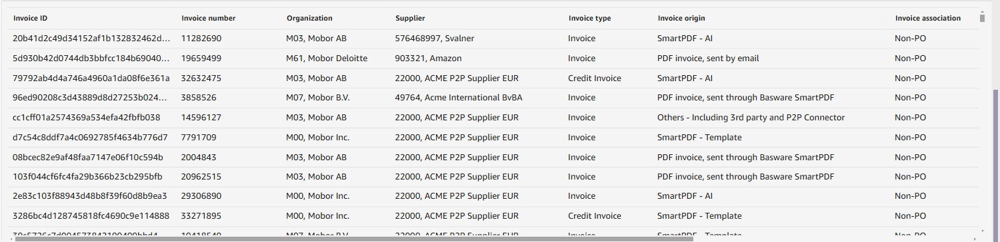 Invoice ID Invoice number Organization Supplier Invoice type Invoice origin Invoice association
20b41d2c49d34152af1b132832462d... 11282690 M03, Mobor AB 576468997, Svalner Invoice SmartPDF - AI Non-PO
5d930b42d0744db3bbfcc184b69040... 19659499 M61, Mobor Deloitte 903321, Amazon Invoice PDF invoice, sent by email Non-PO
79792ab4d4a746a4960a1da08f6e361a 32632475 M03, Mobor AB 22000, ACME P2P Supplier EUR Credit Invoice SmartPDF - AI Non-PO
96ed90208c3d43889d8d27253b024... 3858526 M07, Mobor B.V. 49764, Acme International BvBA Invoice PDF invoice, sent through Basware SmartPDF Non-PO
cc1cff01a2574369a534efa42fbfb038 14596127 M03, Mobor AB 22000, ACME P2P Supplier EUR Invoice Others - Including 3rd party and P2P Connector Non-PO
d7c54c8ddf7a4c0692785f4634b776d7 7791709 M00, Mobor Inc. 22000, ACME P2P Supplier EUR Invoice SmartPDF - Template Non-PO
08bcec82e9af48faa7147e06f10c594b 2004843 M03, Mobor AB 22000, ACME P2P Supplier EUR Invoice PDF invoice, sent through Basware SmartPDF Non-PO
103f044cf6fc4fa29b366b23cb295bfb 20962515 M03, Mobor AB 22000, ACME P2P Supplier EUR Invoice PDF invoice, sent through Basware SmartPDF Non-PO
2e83c103f88943d48b8f39f60d8b9ea3 29306890 M00, Mobor Inc. 22000, ACME P2P Supplier EUR Invoice SmartPDF - AI Non-PO
3286bc4d128745818fc4690c9e114888 33271895 M00, Mobor Inc. 22000, ACME P2P Supplier EUR Credit Invoice SmartPDF - Template Non-PO
M07, Mobor B.V. 22000, ACME P2P Supplier EUR Invoice SmartPDF - Template Non-PO